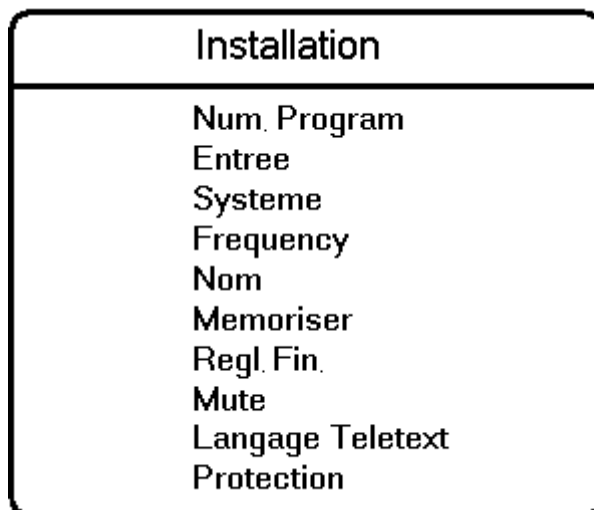 Installation
Num. Program
Entree
Systeme
Frequency
Nom
Memoriser
Regl. Fin.
Mute
Langage Teletext
Protection